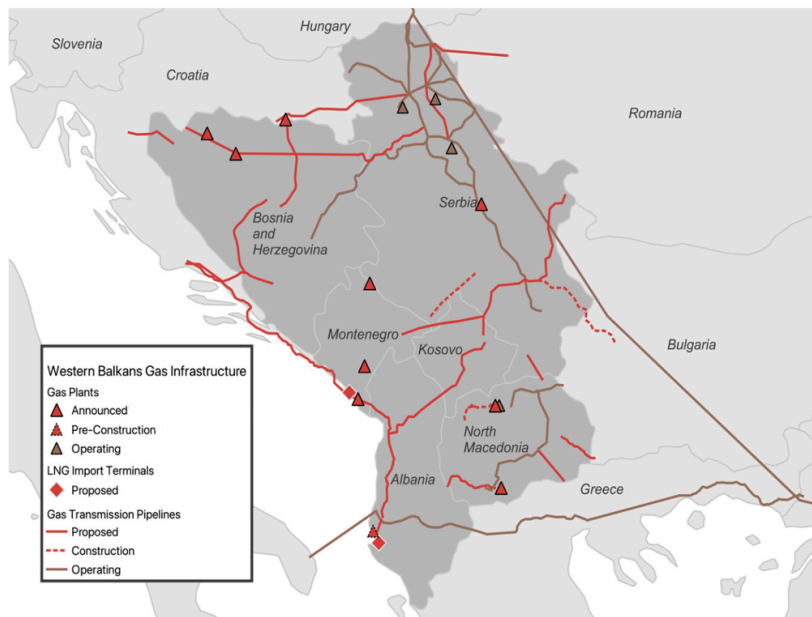 Hungary
Slovenia
Croatia
Romania
Serbia
Bosnia
and
Herzegovina
Montenegro
Kosovo
Bulgaria
North
Macedonia
Albania
Greece
Western Balkans Gas Infrastructure
Gas Plants
Announced
Pre-Construction
Operating
LNG Import Terminals
Proposed
Gas Transmission Pipelines
Proposed
Construction
Operating